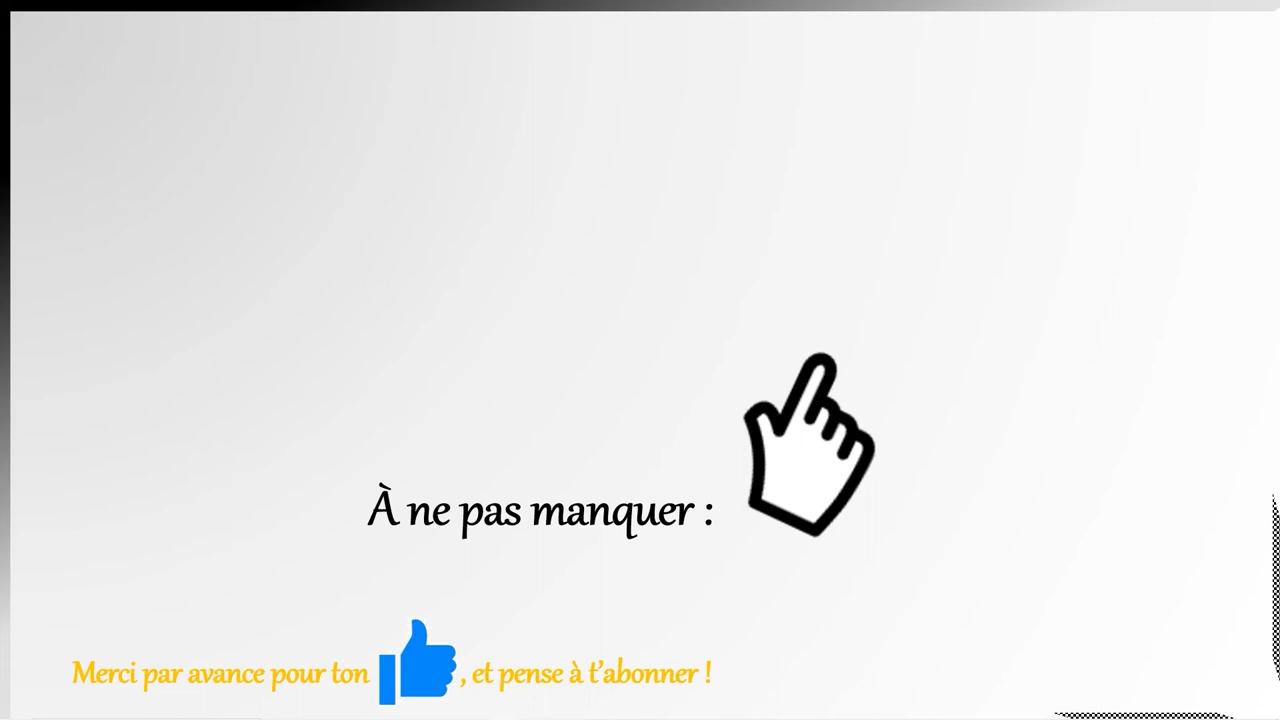 À ne pas manquer :
Merci par avance pour ton , et pense à t’abonner !